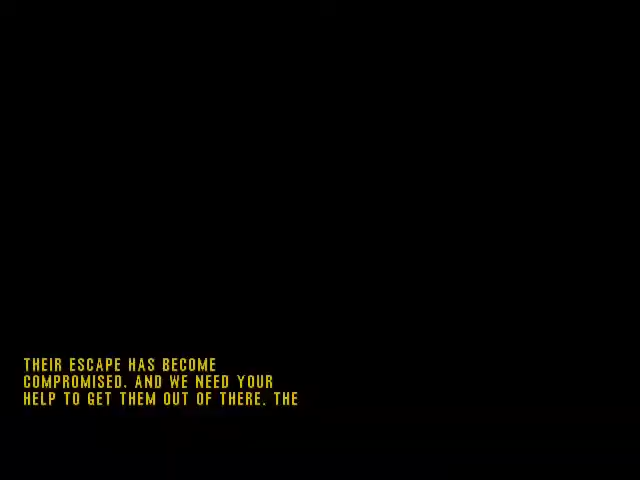 THEIR ESCAPE HAS BECOME
COMPROMISED. AND WE NEED YOUR
HELP TO GET THEM OUT OF THERE. THE